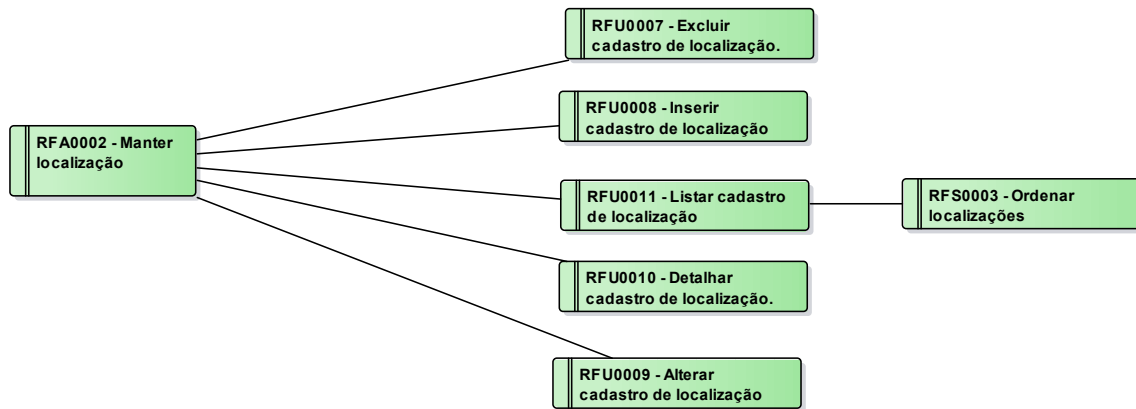 RFU0007 - Excluir
cadastro de localização.
RFU0008 - Inserir
cadastro de localização
RFA0002 - Manter
localização
RFU0011 - Listar cadastro
de localização
RFS0003 - Ordenar
localizações
RFU0010 - Detalhar
cadastro de localização.
RFU0009 - Alterar
cadastro de localização